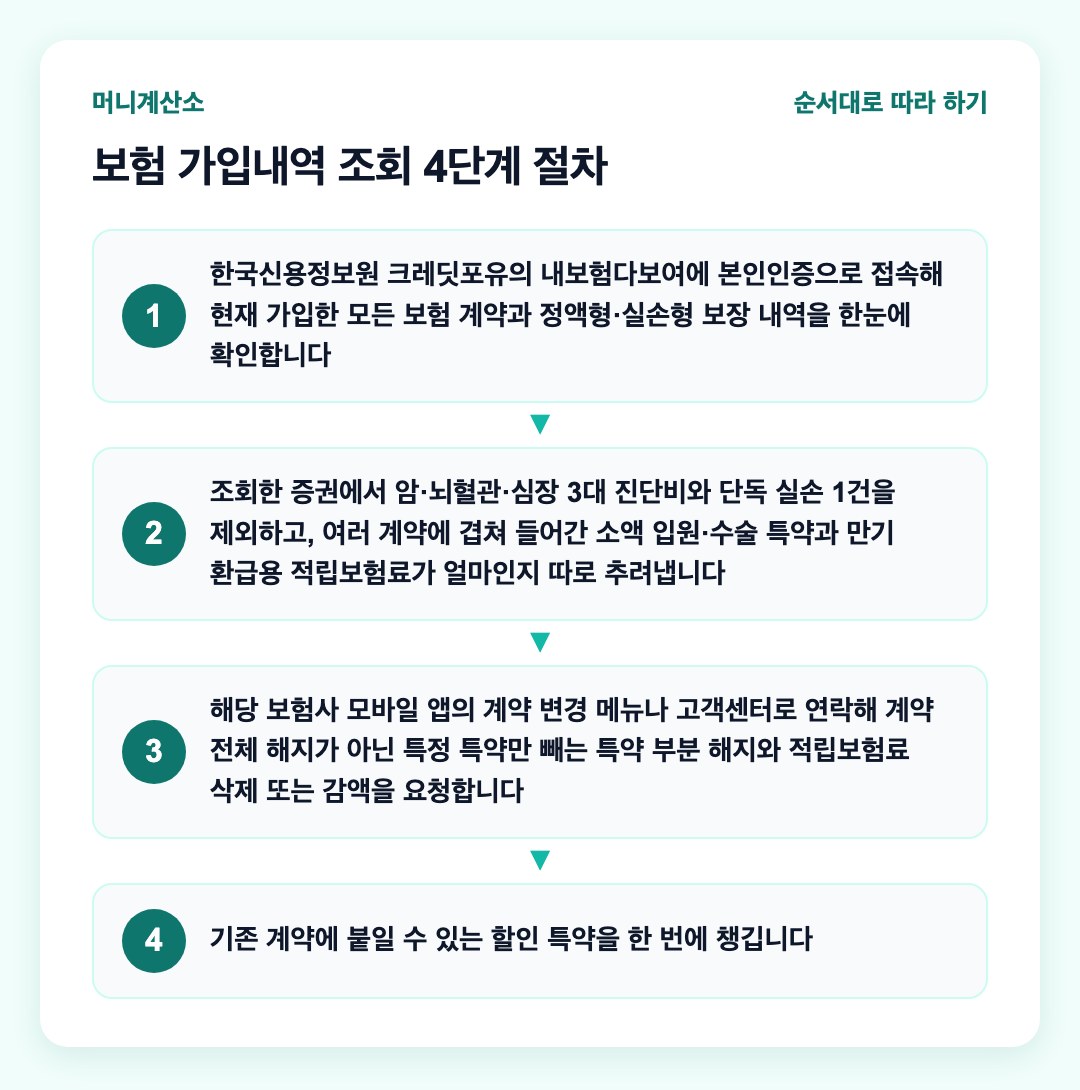 머니계산소
순서대로 따라 하기
보험 가입내역 조회 4단계 절차
1
한국신용정보원 크레딧포유의 내보험다보여에 본인인증으로 접속해
현재 가입한 모든 보험 계약과 정액형·실손형 보장 내역을 한눈에
확인합니다
▼
2
조회한 증권에서 암·뇌혈관·심장 3대 진단비와 단독 실손 1건을
제외하고, 여러 계약에 겹쳐 들어간 소액 입원·수술 특약과 만기
환급용 적립보험료가 얼마인지 따로 추려냅니다
▼
3
해당 보험사 모바일 앱의 계약 변경 메뉴나 고객센터로 연락해 계약
전체 해지가 아닌 특정 특약만 빼는 특약 부분 해지와 적립보험료
삭제 또는 감액을 요청합니다
▼
4
기존 계약에 붙일 수 있는 할인 특약을 한 번에 챙깁니다